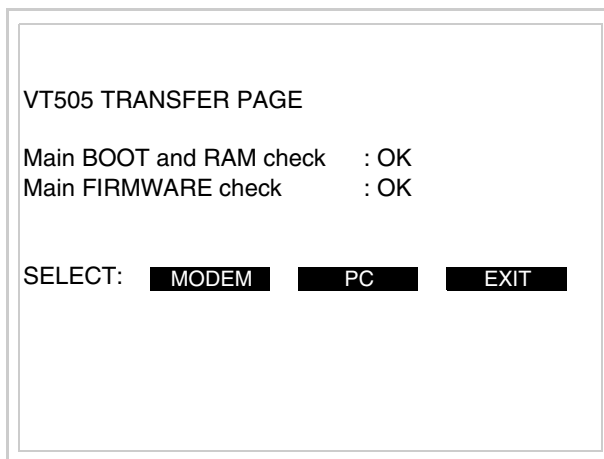 VT505 TRANSFER PAGE
Main BOOT and RAM check : OK
Main FIRMWARE check : OK
SELECT: MODEM PC EXIT